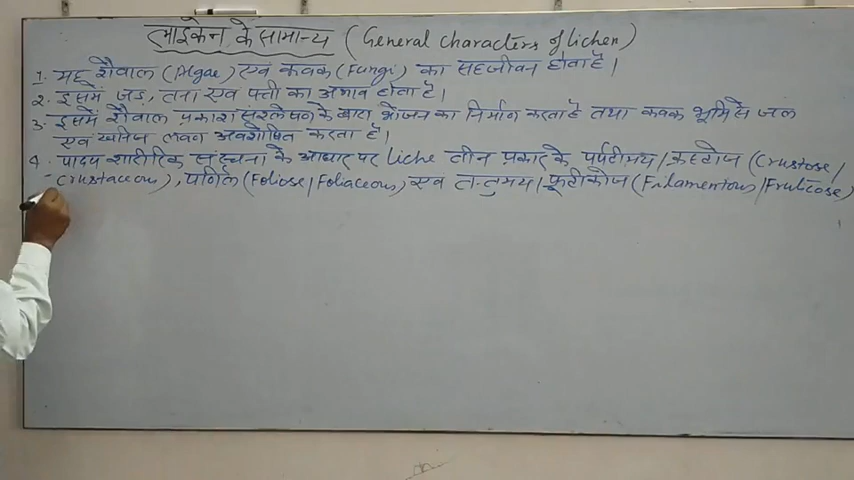 लाइकेन के सामान्य (General characters of lichen)
1. यह शैवाल (Algae) एवं कवक (Fungi) का सहजीवन होता है।
2. इसमें जड़, तना एवं पत्ती का अभाव होता है।
3. इसमें शैवाल प्रकाश संश्लेषण के द्वारा भोजन का निर्माण करता है तथा कवक भूमि से जल
एवं खनिज लवण अवशोषित करता है।
4. पादप शारीरिक संरचना के आधार पर liche तीन प्रकार के पर्पटीमय/क्रस्टोज (Crustose/
-Crustaceous), पर्णिल (Foliose/Foliaceous) एवं तन्तुमय/फ्रूटीकोज (Filamentous/Fruticose)